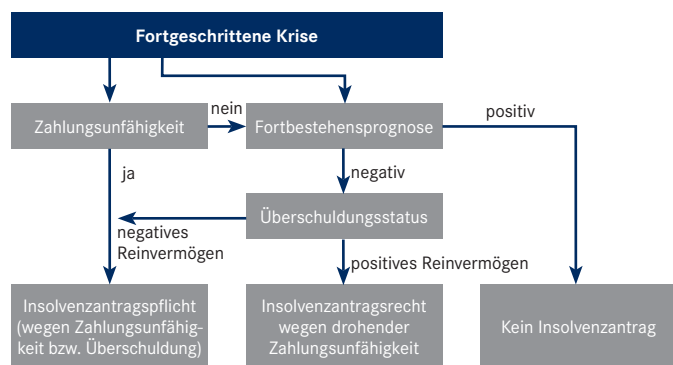 Fortgeschrittene Krise
Zahlungsunfähigkeit
nein
Fortbestehensprognose
positiv
ja
negativ
Überschuldungsstatus
negatives
Reinvermögen
positives Reinvermögen
Insolvenzantragspflicht
(wegen Zahlungsunfähig-
keit bzw. Überschuldung)
Insolvenzantragsrecht
wegen drohender
Zahlungsunfähigkeit
Kein Insolvenzantrag